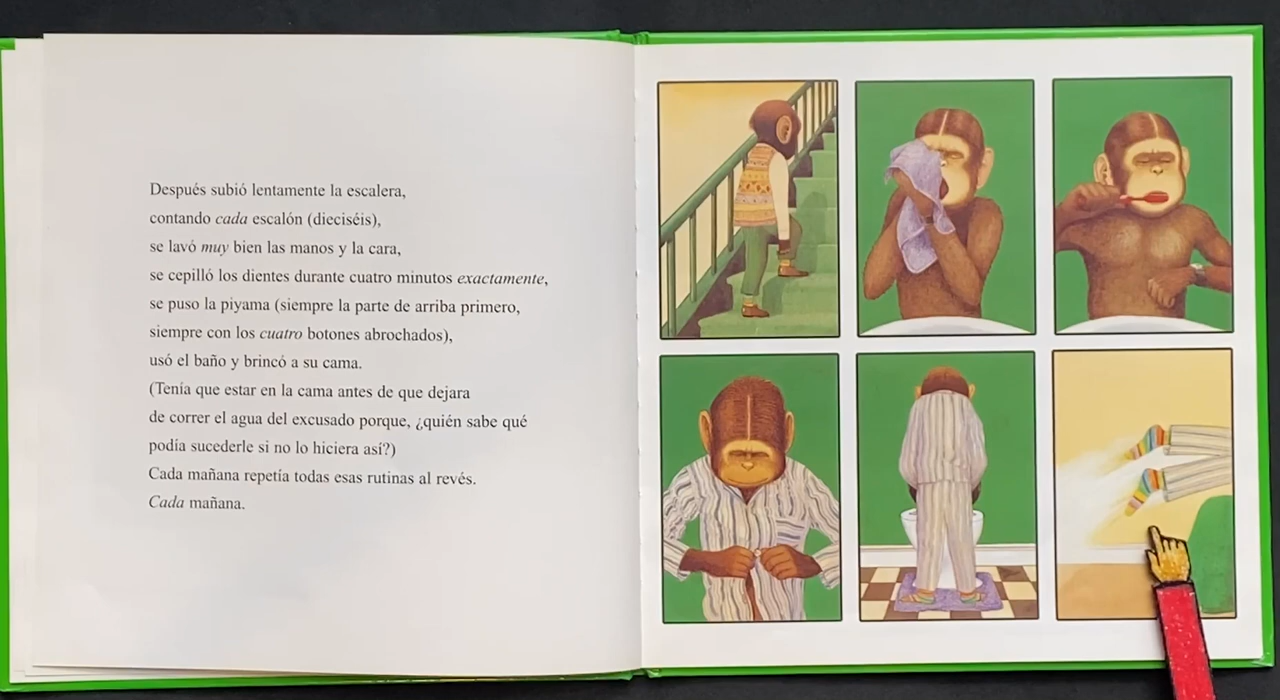 Después subió lentamente la escalera,
contando cada escalón (dieciséis),
se lavó muy bien las manos y la cara,
se cepilló los dientes durante cuatro minutos exactamente,
se puso la piyama (siempre la parte de arriba primero,
siempre con los cuatro botones abrochados),
usó el baño y brincó a su cama.
(Tenía que estar en la cama antes de que dejara
de correr el agua del excusado porque, ¿quién sabe qué
podía sucederle si no lo hiciera así?)
Cada mañana repetía todas esas rutinas al revés.
Cada mañana.